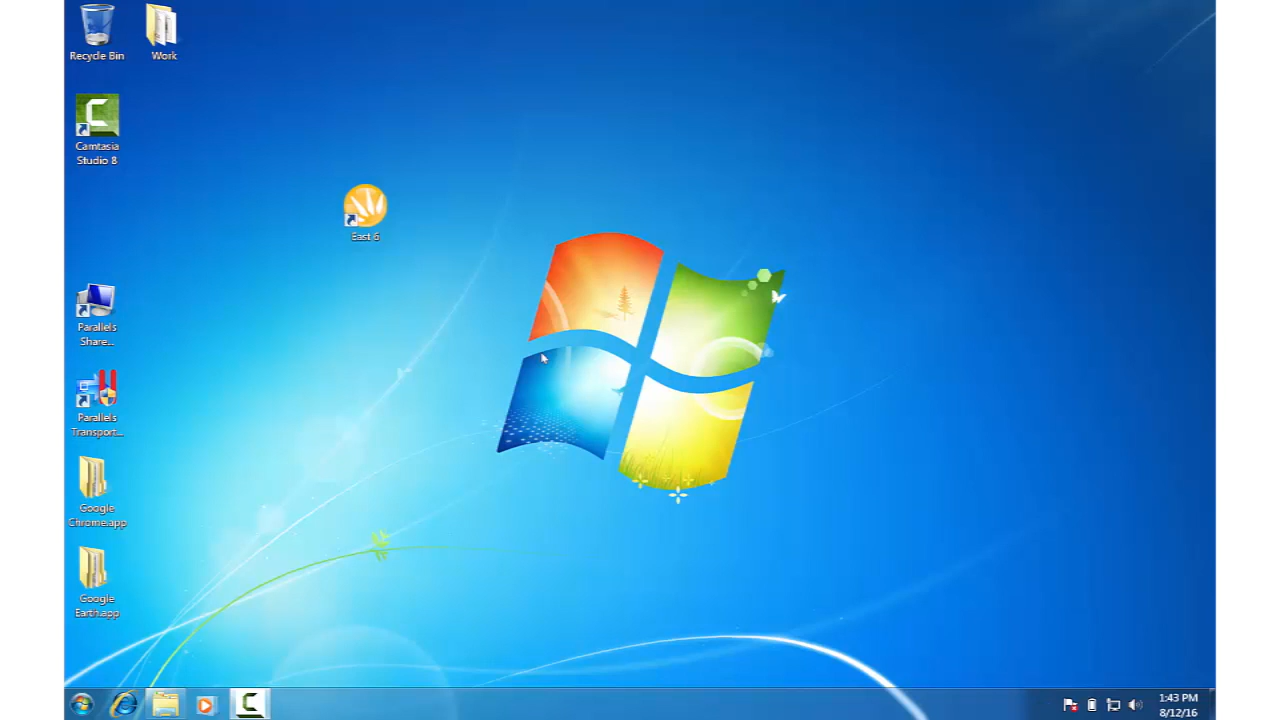 Recycle Bin
Work
Camtasia
Studio 8
East 6
Parallels
Share...
Parallels
Transport...
Google
Chrome.app
Google
Earth.app
1:43 PM
8/12/16